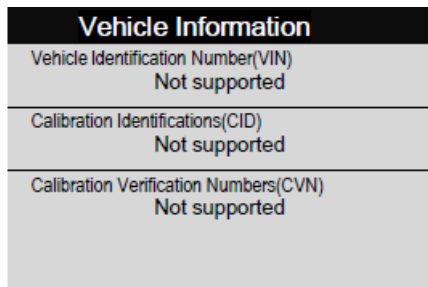 Vehicle Information
Vehicle Identification Number(VIN)
Not supported
Calibration Identifications(CID)
Not supported
Calibration Verification Numbers(CVN)
Not supported